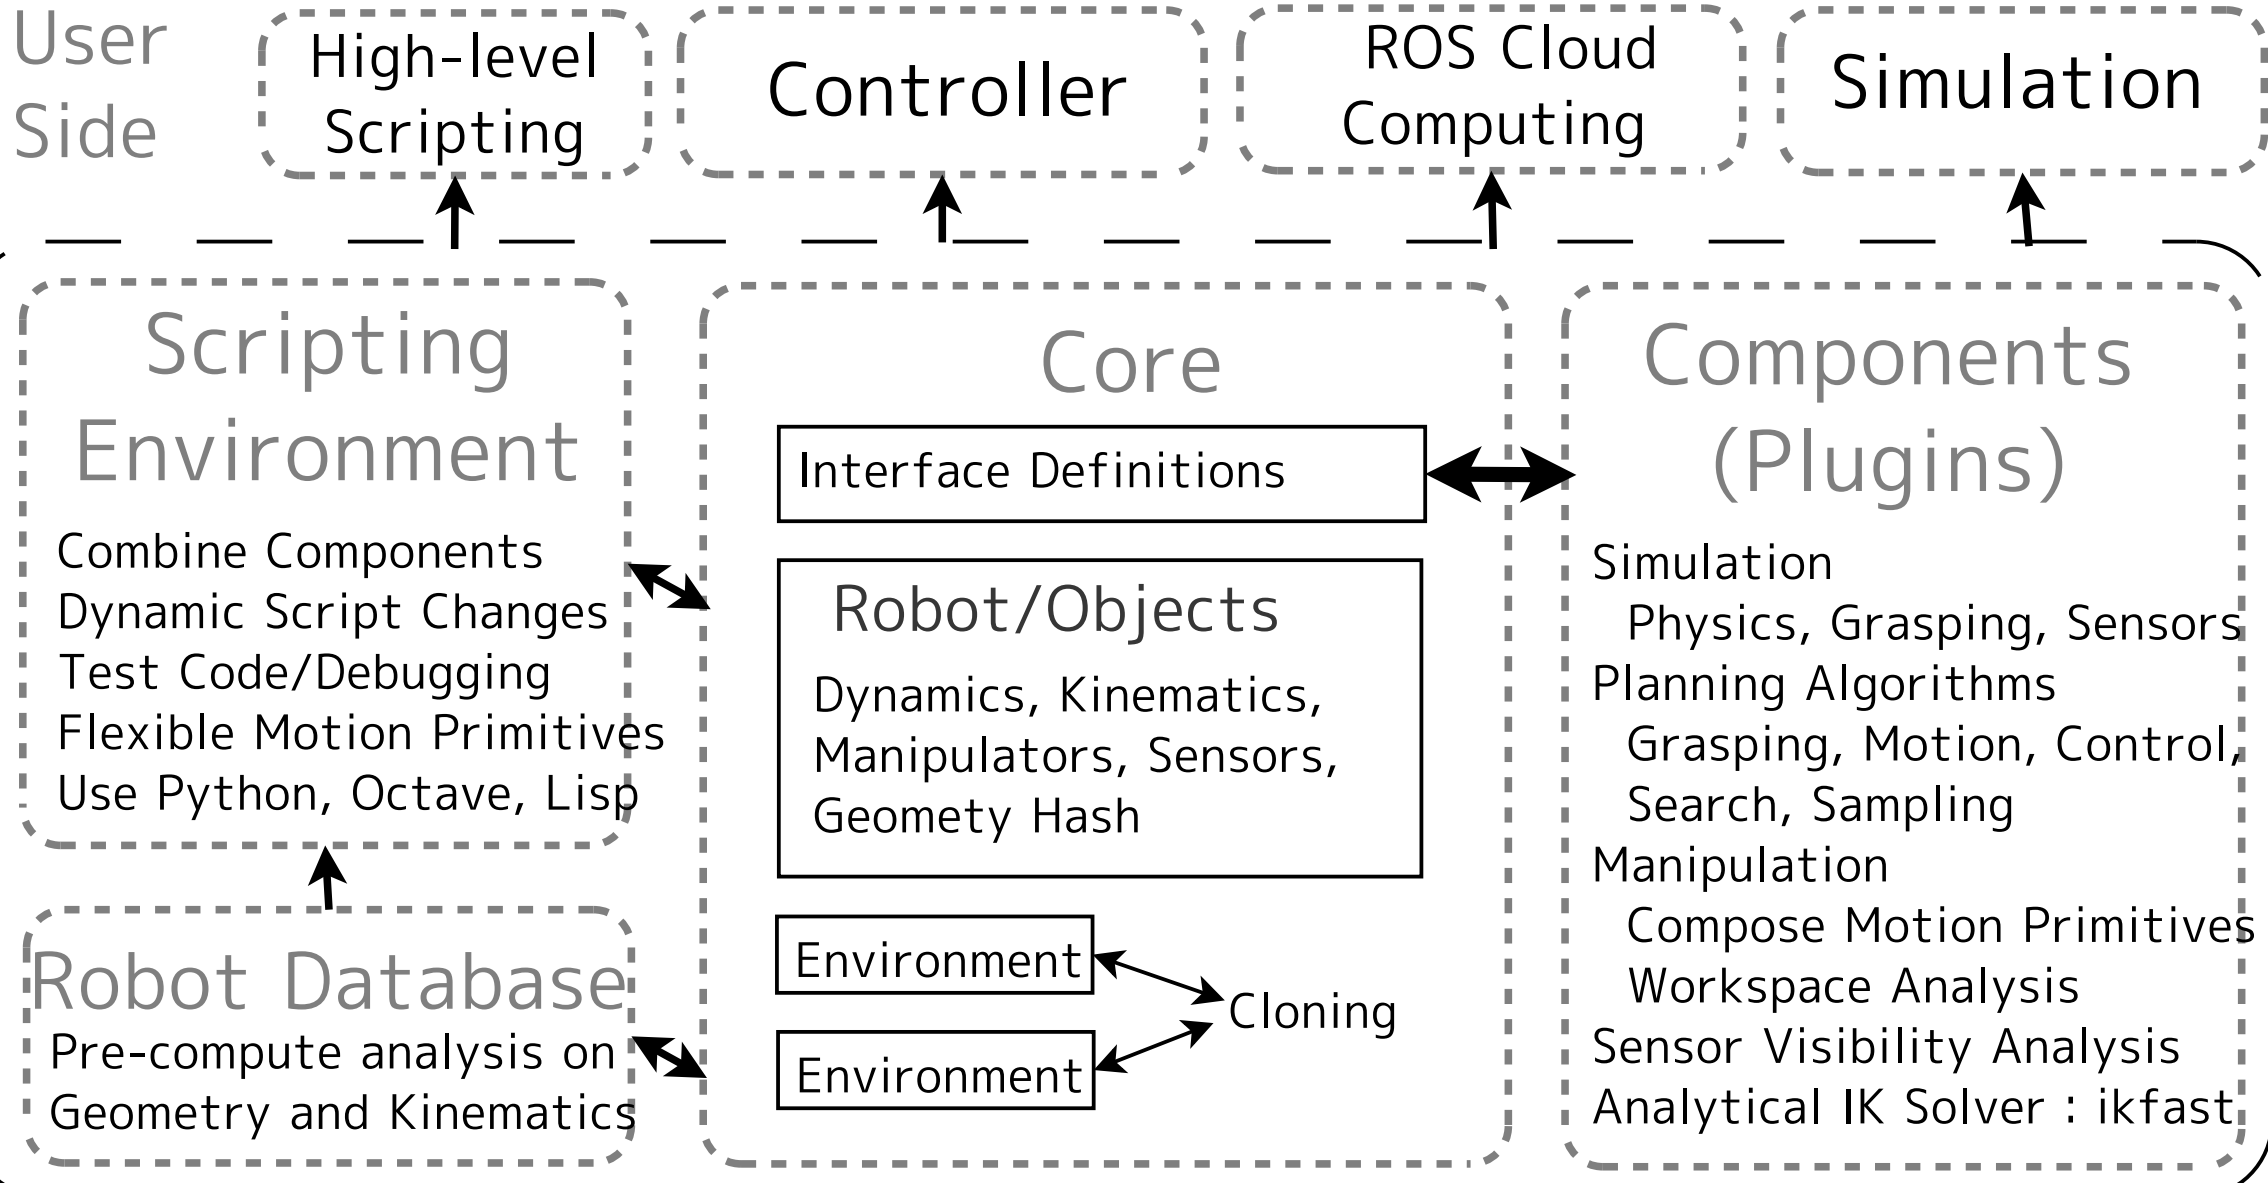 User
Side
High-level
Scripting
Controller
ROS Cloud
Computing
Simulation
Scripting
Environment
Combine Components
Dynamic Script Changes
Test Code/Debugging
Flexible Motion Primitives
Use Python, Octave, Lisp
Robot Database
Pre-compute analysis on
Geometry and Kinematics
Core
Interface Definitions
Robot/Objects
Dynamics, Kinematics,
Manipulators, Sensors,
Geomety Hash
Environment
Cloning
Environment
Components
(Plugins)
Simulation
Physics, Grasping, Sensors
Planning Algorithms
Grasping, Motion, Control,
Search, Sampling
Manipulation
Compose Motion Primitives
Workspace Analysis
Sensor Visibility Analysis
Analytical IK Solver : ikfast